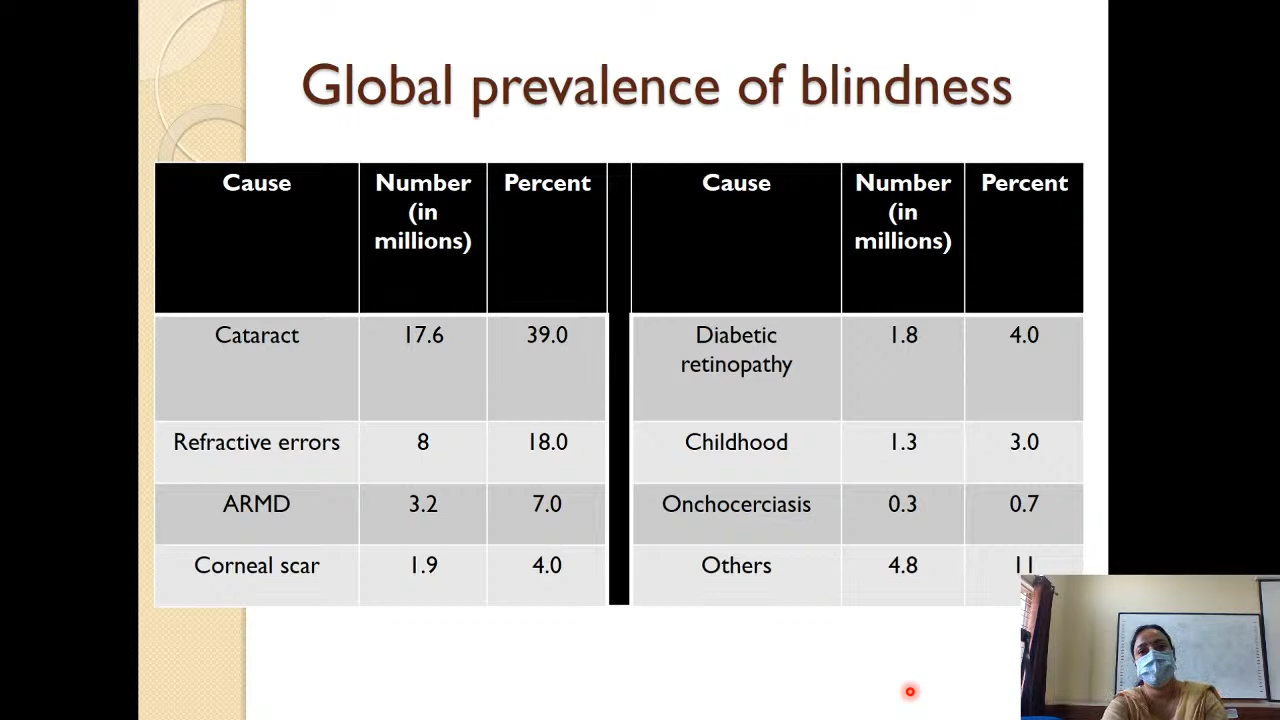 Global prevalence of blindness
Cause Number (in millions) Percent Cause Number (in millions) Percent
Cataract 17.6 39.0 Diabetic retinopathy 1.8 4.0
Refractive errors 8 18.0 Childhood 1.3 3.0
ARMD 3.2 7.0 Onchocerciasis 0.3 0.7
Corneal scar 1.9 4.0 Others 4.8 11